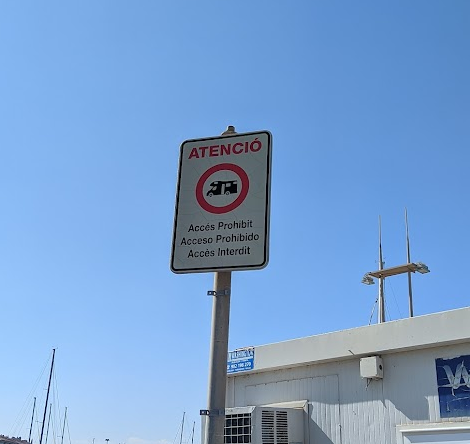 ATENCIÓ
Accés Prohibit
Acceso Prohibido
Accès Interdit